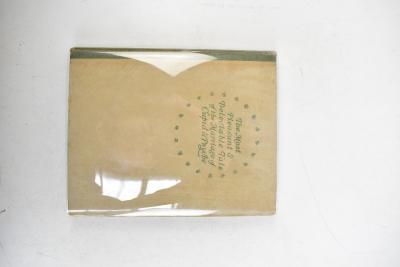 The Most
Pleasant &
Delectable Tale
of the Marriage of
Cupid & Psyche